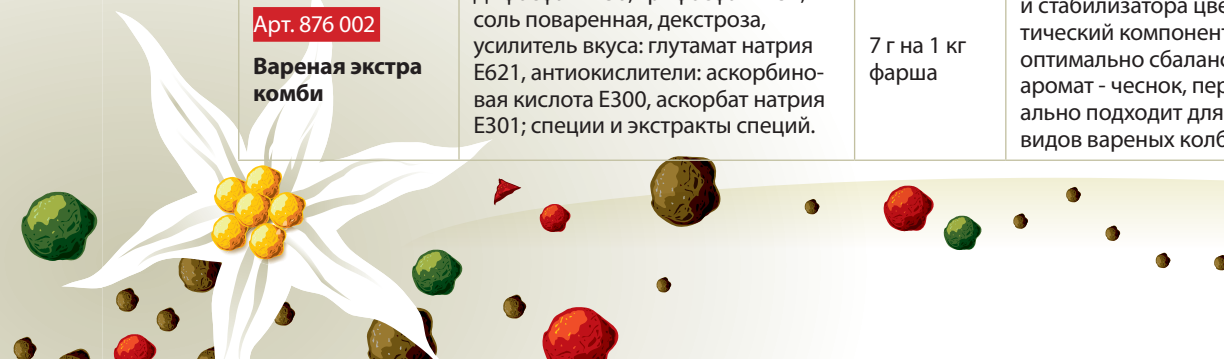 Арт. 876 002
Вареная экстра
комби
соль поваренная, декстроза,
усилитель вкуса: глутамат натрия
Е621, антиокислители: аскорбино-
вая кислота Е300, аскорбат натрия
Е301; специи и экстракты специй.
7 г на 1 кг
фарша
и стабилизатора цве
тический компонент
оптимально сбаланс
аромат - чеснок, пер
ально подходит для
видов вареных колб